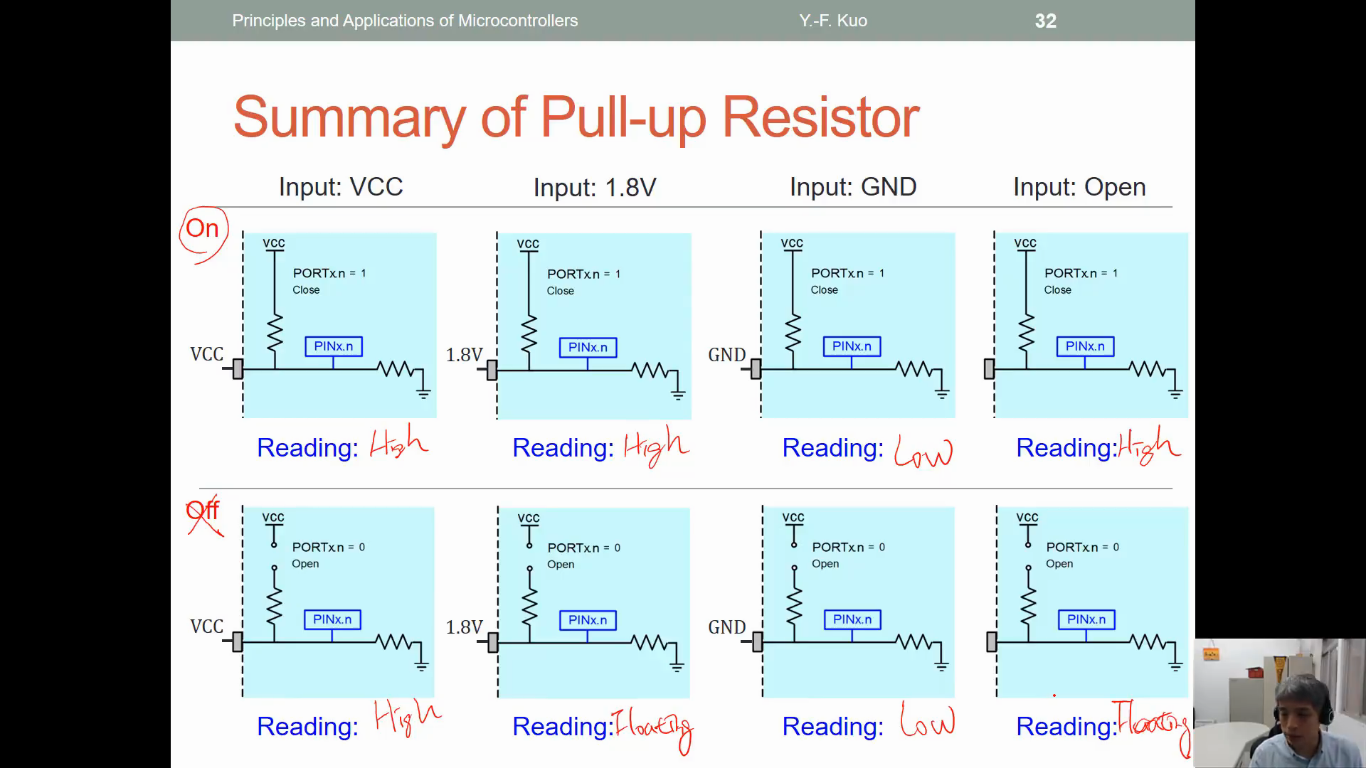 Principles and Applications of Microcontrollers Y.-F. Kuo 32
Summary of Pull-up Resistor
Input: VCC Input: 1.8V Input: GND Input: Open
On
VCC VCC VCC VCC
PORTx.n = 1 PORTx.n = 1 PORTx.n = 1 PORTx.n = 1
Close Close Close Close
VCC PINx.n 1.8V PINx.n GND PINx.n PINx.n
Reading: High Reading: High Reading: Low Reading: High
Off
VCC VCC VCC VCC
PORTx.n = 0 PORTx.n = 0 PORTx.n = 0 PORTx.n = 0
Open Open Open Open
VCC PINx.n 1.8V PINx.n GND PINx.n PINx.n
Reading: High Reading: Floating Reading: Low Reading: Floating